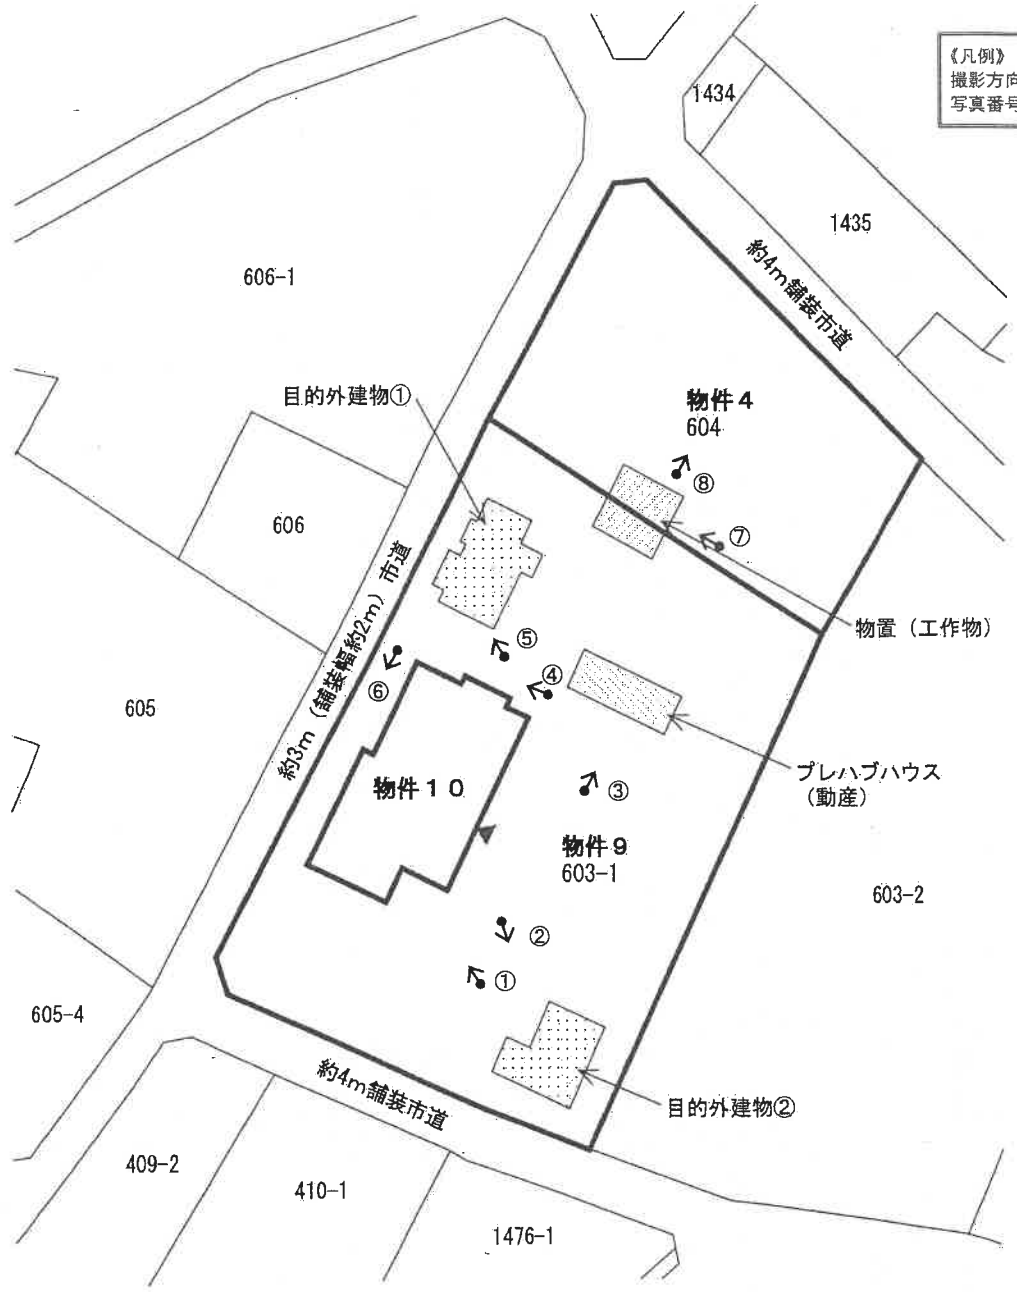 《凡例》
撮影方向
写真番号
1434
1435
約4m舗装市道
606-1
目的外建物①
物件４
604
⑧
⑦
606
約3m（舗装幅約2m）市道
物置（工作物）
⑤
④
⑥
605
プレハブハウス
（動産）
物件１０
③
物件９
603-1
603-2
②
①
605-4
約4m舗装市道
目的外建物②
409-2
410-1
1476-1